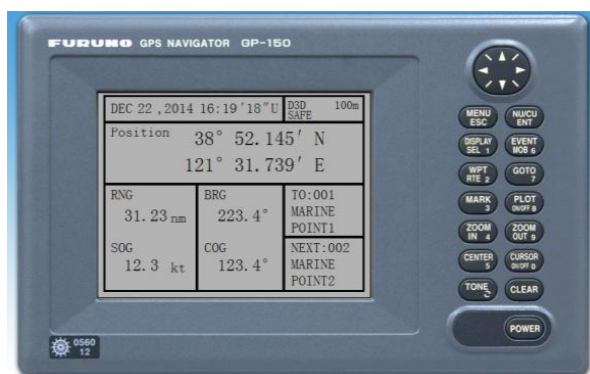 FURUNO GPS NAVIGATOR GP-150
DEC 22 ,2014 16:19′18″U
D3D 100m
SAFE
Position
38° 52.145′ N
121° 31.739′ E
RNG
31.23 nm
BRG
223.4°
TO:001
MARINE
POINT1
SOG
12.3 kt
COG
123.4°
NEXT:002
MARINE
POINT2
MENU
ESC
NU/CU
ENT
DISPLAY
SEL 1
EVENT
MOB 6
WPT
RTE 2
GOTO
7
MARK
3
PLOT
ON/OFF 8
ZOOM
IN 4
ZOOM
OUT 9
CENTER
5
CURSOR
ON/OFF 0
TONE
CLEAR
POWER
0560
12